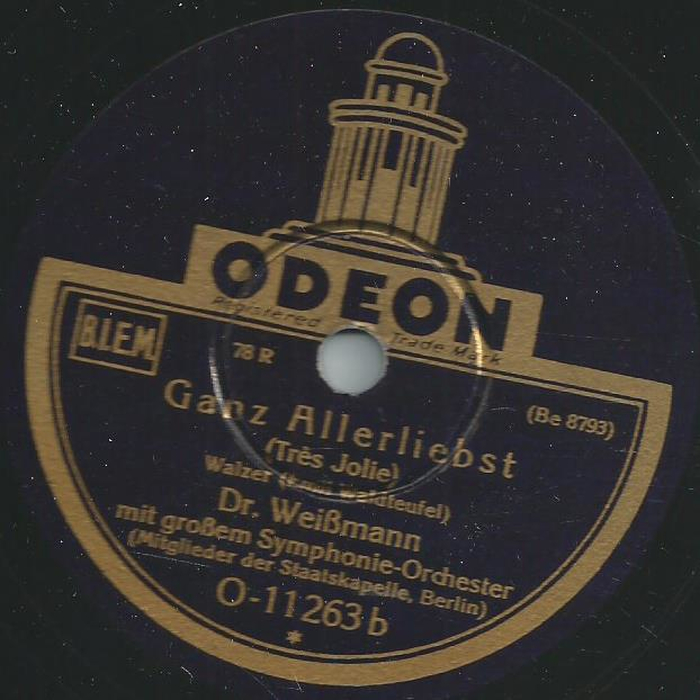 ODEON
Registered Trade Mark
B.I.E.M.
78 R
(Be 8793)
Ganz Allerliebst
(Très Jolie)
Walzer (Emil Waldteufel)
Dr. Weißmann
mit großem Symphonie-Orchester
(Mitglieder der Staatskapelle, Berlin)
O-11263b
*